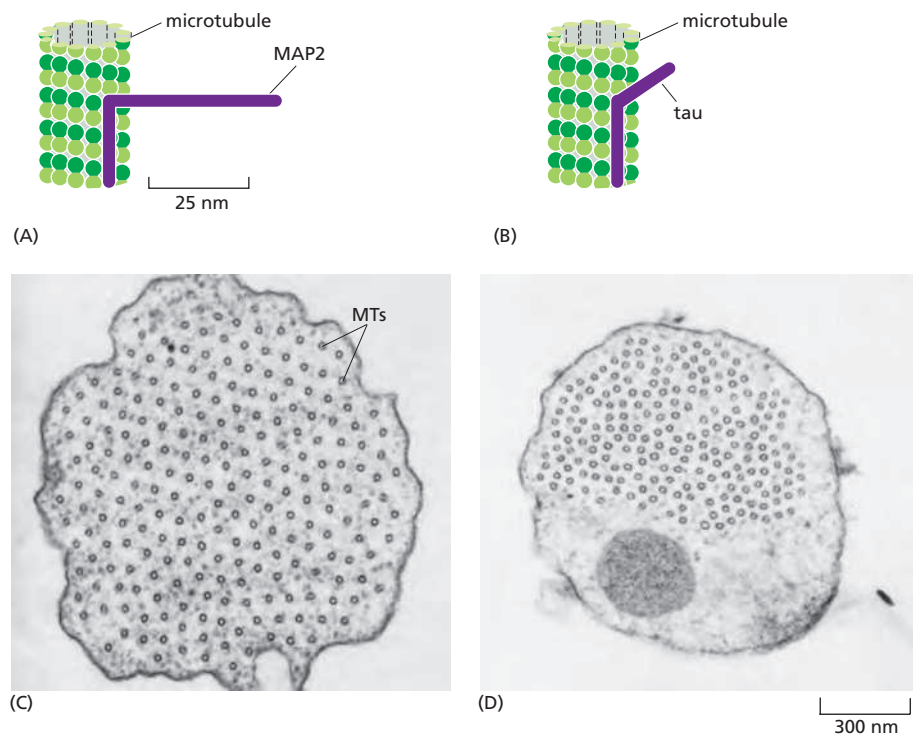 microtubule
MAP2
25 nm
(A)
microtubule
tau
(B)
MTs
(C)
(D)
300 nm